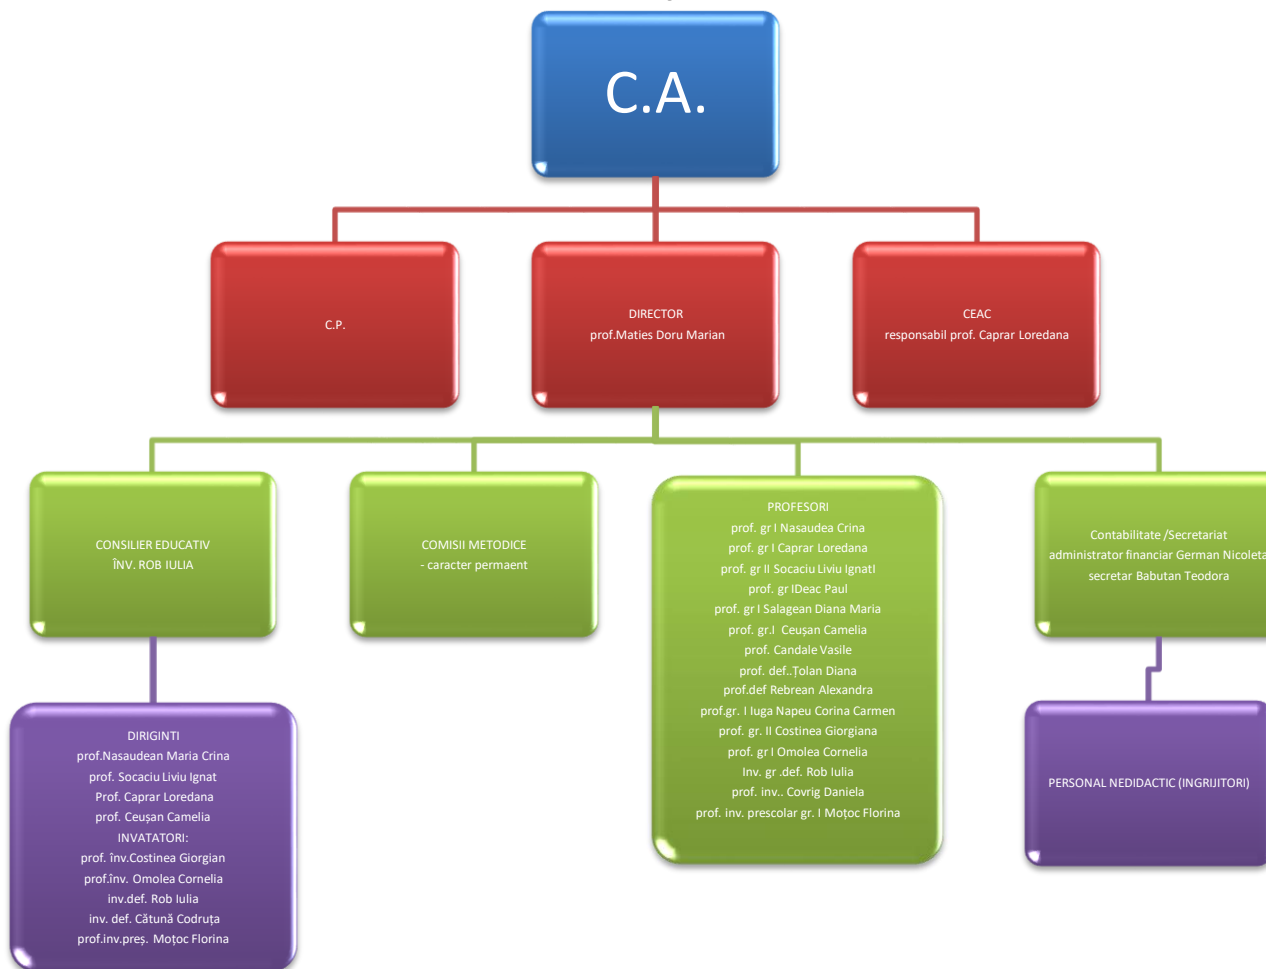 C.A.
C.P.
DIRECTOR
prof.Maties Doru Marian
CEAC
responsabil prof. Caprar Loredana
CONSILIER EDUCATIV
ÎNV. ROB IULIA
COMISII METODICE
- caracter permaent
PROFESORI
prof. gr I Nasaudea Crina
prof. gr I Caprar Loredana
prof. gr II Socaciu Liviu IgnatI
prof. gr IDeac Paul
prof. gr I Salagean Diana Maria
prof. gr.I Ceușan Camelia
prof. Candale Vasile
prof. def..Țolan Diana
prof.def Rebrean Alexandra
prof.gr. I Iuga Napeu Corina Carmen
prof. gr. II Costinea Giorgiana
prof. gr I Omolea Cornelia
Inv. gr .def. Rob Iulia
prof. inv.. Covrig Daniela
prof. inv. prescolar gr. I Moțoc Florina
Contabilitate /Secretariat
administrator financiar German Nicoleta
secretar Babutan Teodora
DIRIGINTI
prof.Nasaudean Maria Crina
prof. Socaciu Liviu Ignat
Prof. Caprar Loredana
prof. Ceușan Camelia
INVATATORI:
prof. înv.Costinea Giorgian
prof.înv. Omolea Cornelia
inv.def. Rob Iulia
inv. def. Cătună Codruța
prof.inv.preș. Moțoc Florina
PERSONAL NEDIDACTIC (INGRIJITORI)